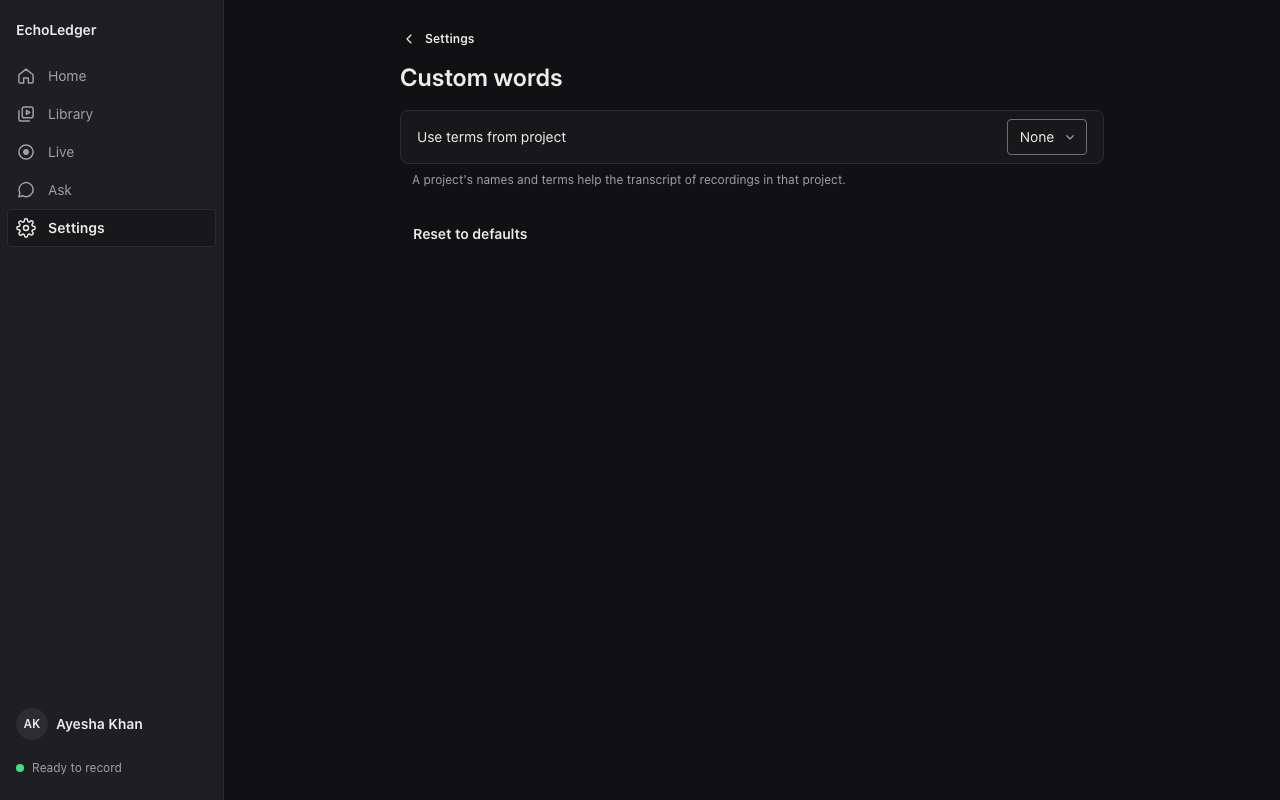 EchoLedger
Home
Library
Live
Ask
Settings
AK
Ayesha Khan
Ready to record
Settings
Custom words
Use terms from project
None
A project's names and terms help the transcript of recordings in that project.
Reset to defaults